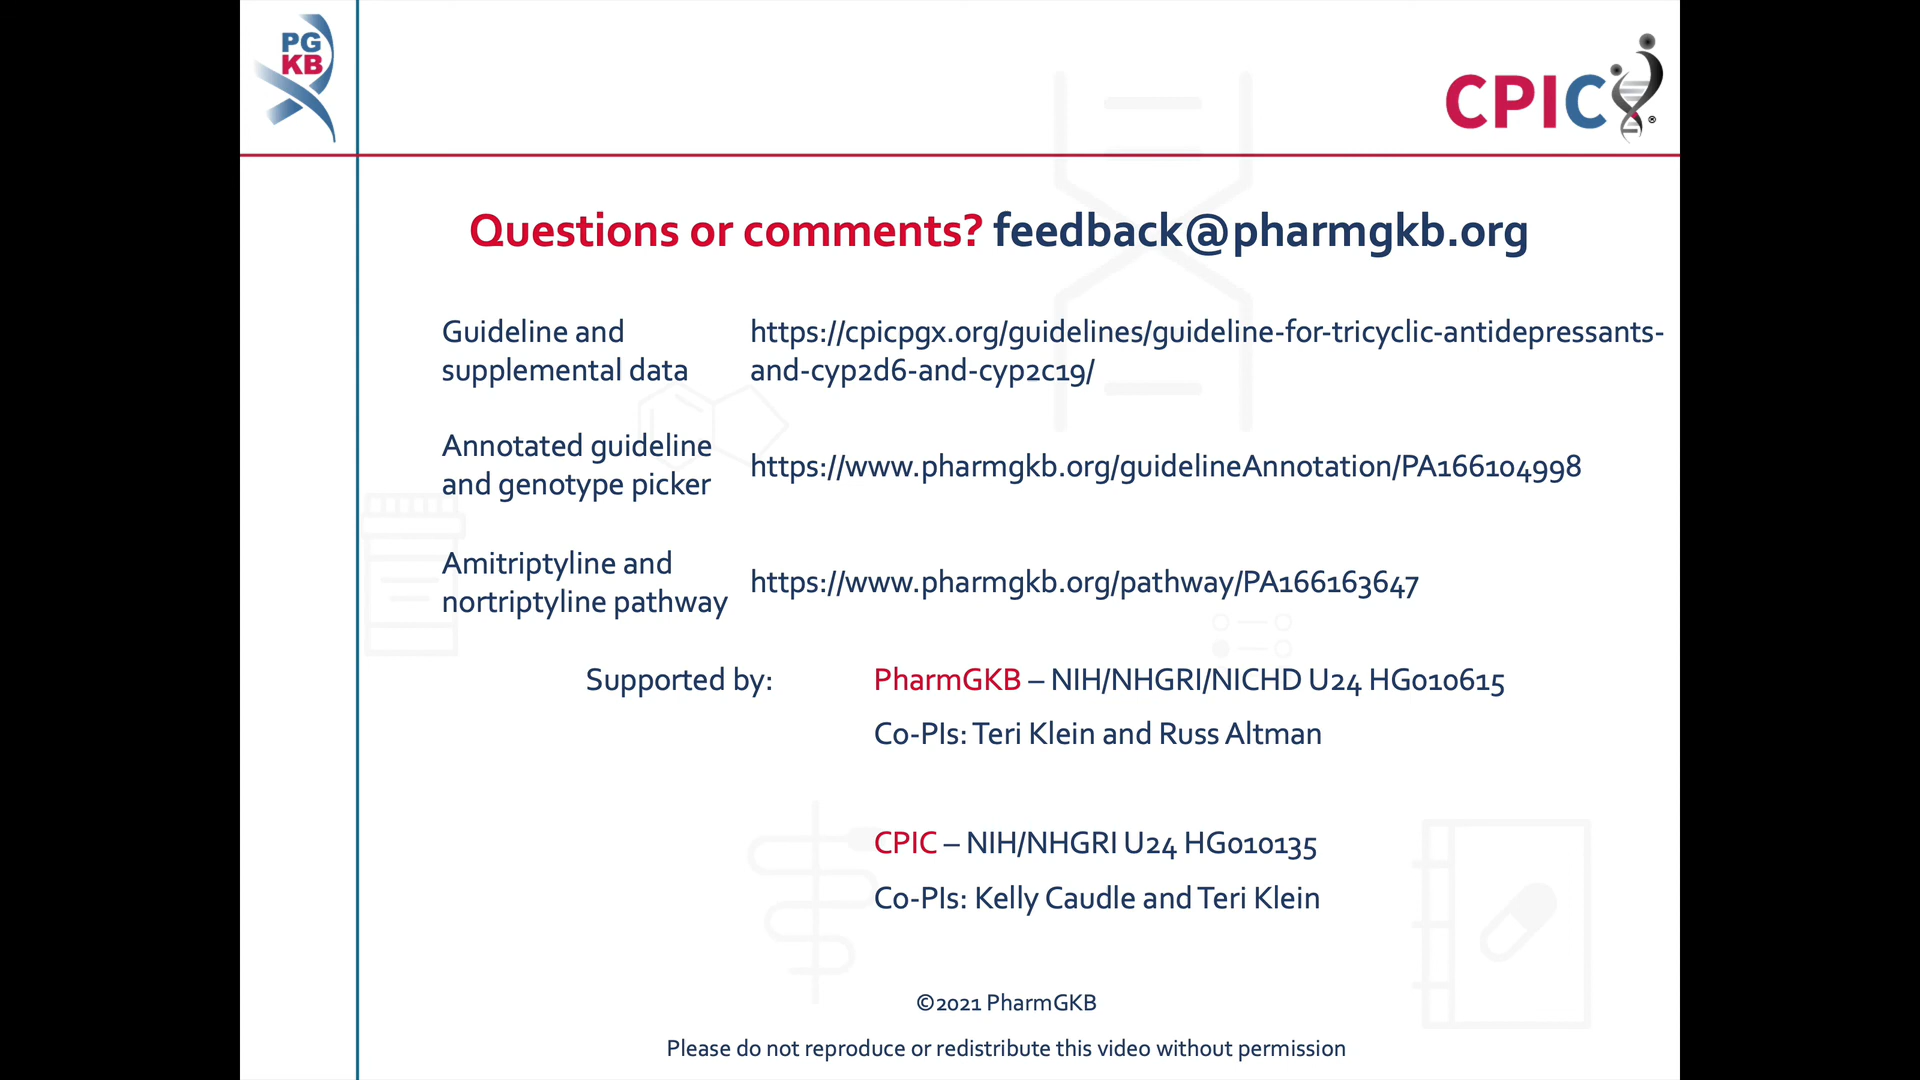 PG
KB
CPIC®
Questions or comments? feedback@pharmgkb.org
Guideline and
supplemental data
https://cpicpgx.org/guidelines/guideline-for-tricyclic-antidepressants-
and-cyp2d6-and-cyp2c19/
Annotated guideline
and genotype picker
https://www.pharmgkb.org/guidelineAnnotation/PA166104998
Amitriptyline and
nortriptyline pathway
https://www.pharmgkb.org/pathway/PA166163647
Supported by:
PharmGKB – NIH/NHGRI/NICHD U24 HG010615
Co-PIs: Teri Klein and Russ Altman
CPIC – NIH/NHGRI U24 HG010135
Co-PIs: Kelly Caudle and Teri Klein
©2021 PharmGKB
Please do not reproduce or redistribute this video without permission